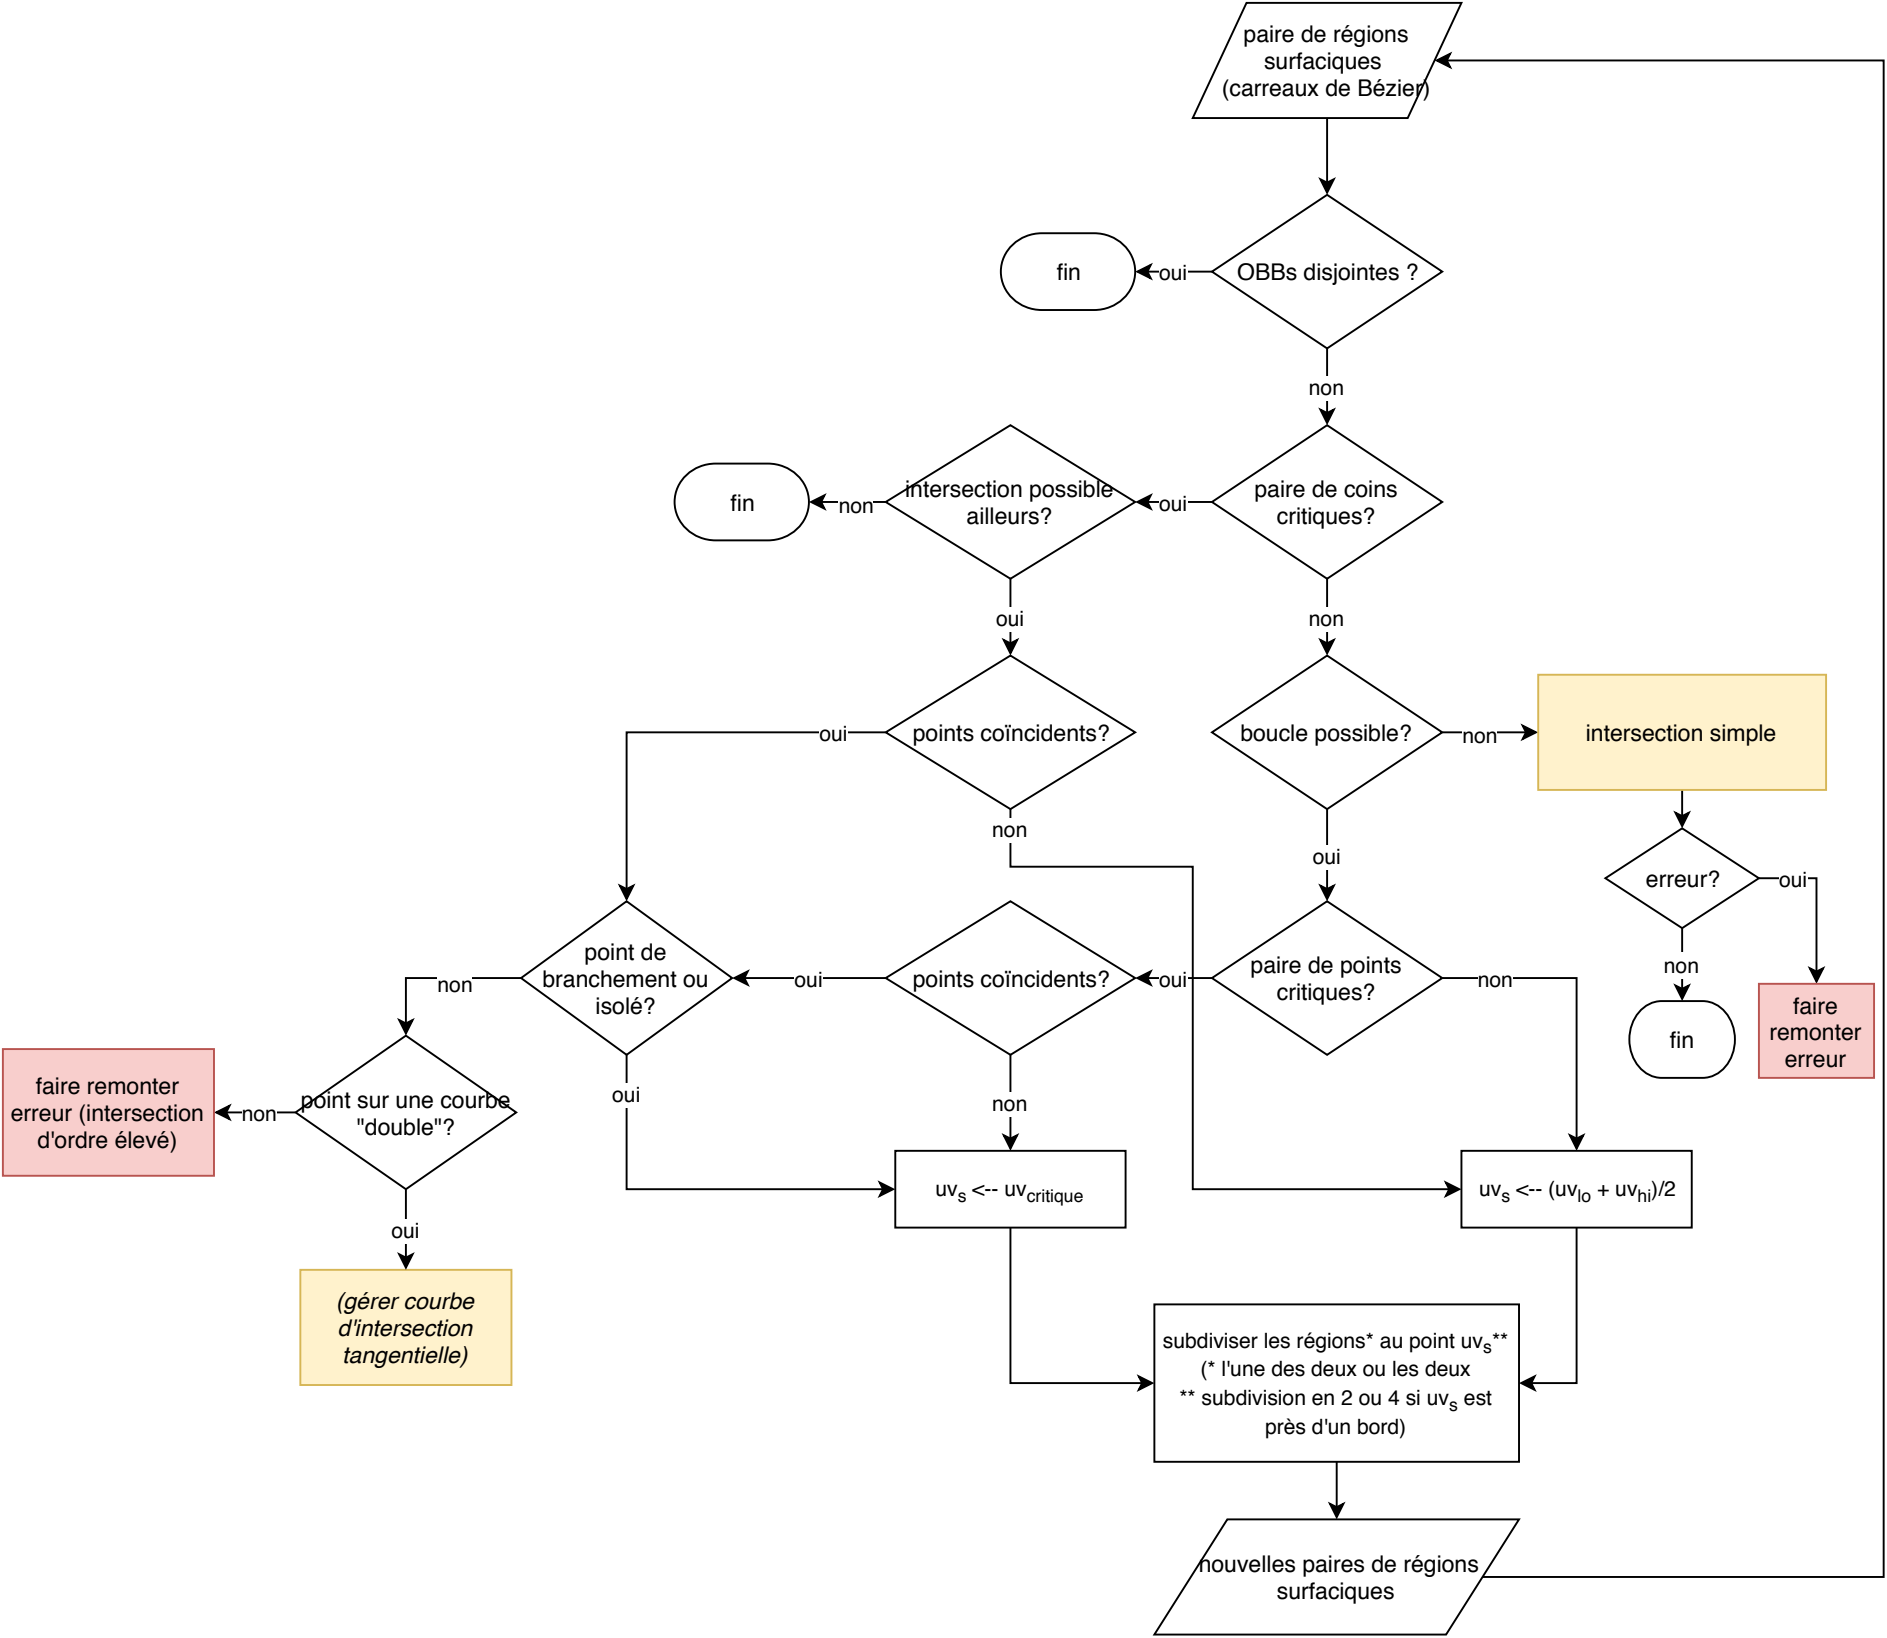 paire de régions
surfaciques
(carreaux de Bézier)
fin
oui
OBBs disjointes ?
non
fin
non
intersection possible
ailleurs?
oui
paire de coins
critiques?
oui
non
oui
points coïncidents?
boucle possible?
non
intersection simple
non
oui
erreur?
oui
non
point de
branchement ou
isolé?
oui
points coïncidents?
oui
paire de points
critiques?
non
non
fin
faire
remonter
erreur
faire remonter
erreur (intersection
d'ordre élevé)
non
point sur une courbe
"double"?
oui
non
uvs <-- uvcritique
uvs <-- (uvlo + uvhi)/2
oui
(gérer courbe
d'intersection
tangentielle)
subdiviser les régions* au point uvs**
(* l'une des deux ou les deux
** subdivision en 2 ou 4 si uvs est
près d'un bord)
nouvelles paires de régions
surfaciques